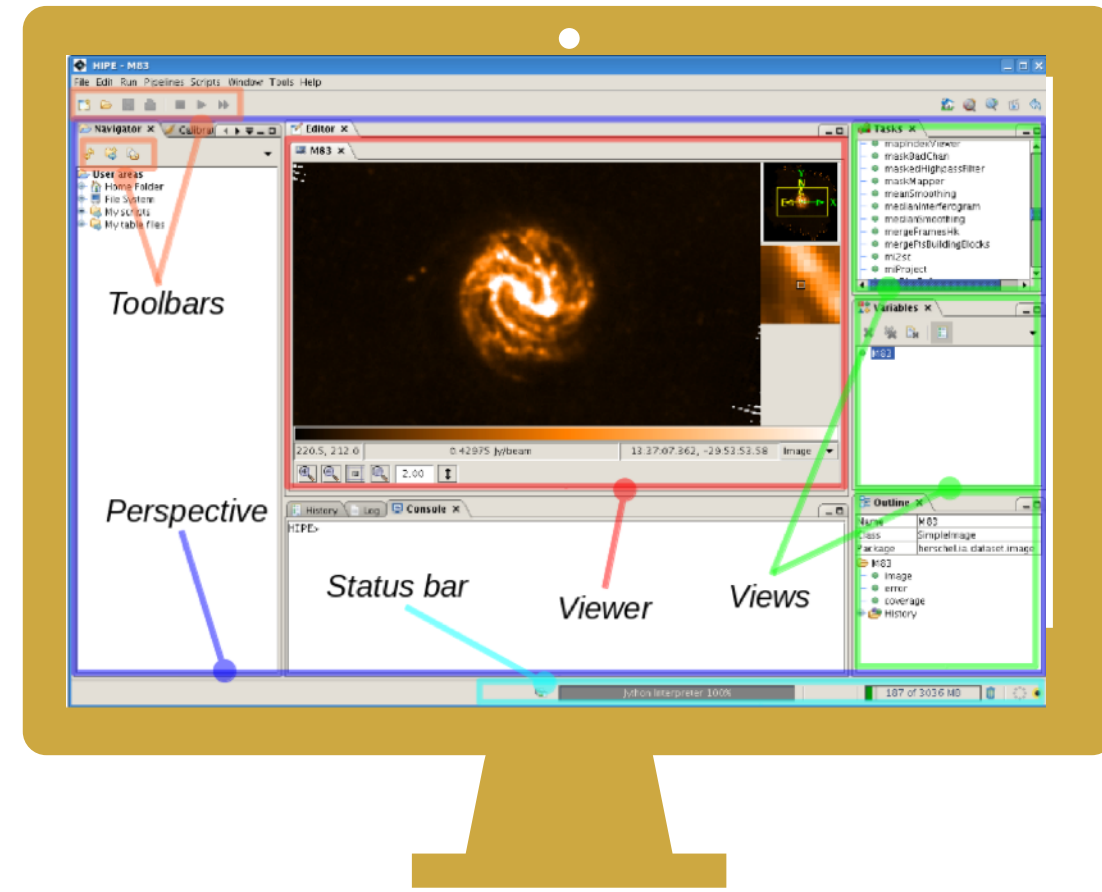 HIPE - M83
File Edit Run Pipelines Scripts Window Tools Help
Navigator
Editor
Tasks
M83
mapIndexViewer
maskBadChan
maskedHighpassFilter
maskMapper
meanSmoothing
medianInterferogram
medianSmoothing
mergeFramesHk
mergeFtsBuildingBlocks
mi2st
miProject
User areas
Home Folder
File System
My scripts
My table files
Y
N
E
X
Toolbars
Variables
M83
220.5, 212.0
0.42975 Jy/beam
13:37:07.362, -29:53:53.58
Image
2.00
Perspective
History
Log
Console
HIPE>
Outline
Name M83
Class SimpleImage
Package herschel.ia.dataset.image
M83
image
error
coverage
History
Status bar
Viewer
Views
Jython Interpreter 100%
187 of 3036 MB